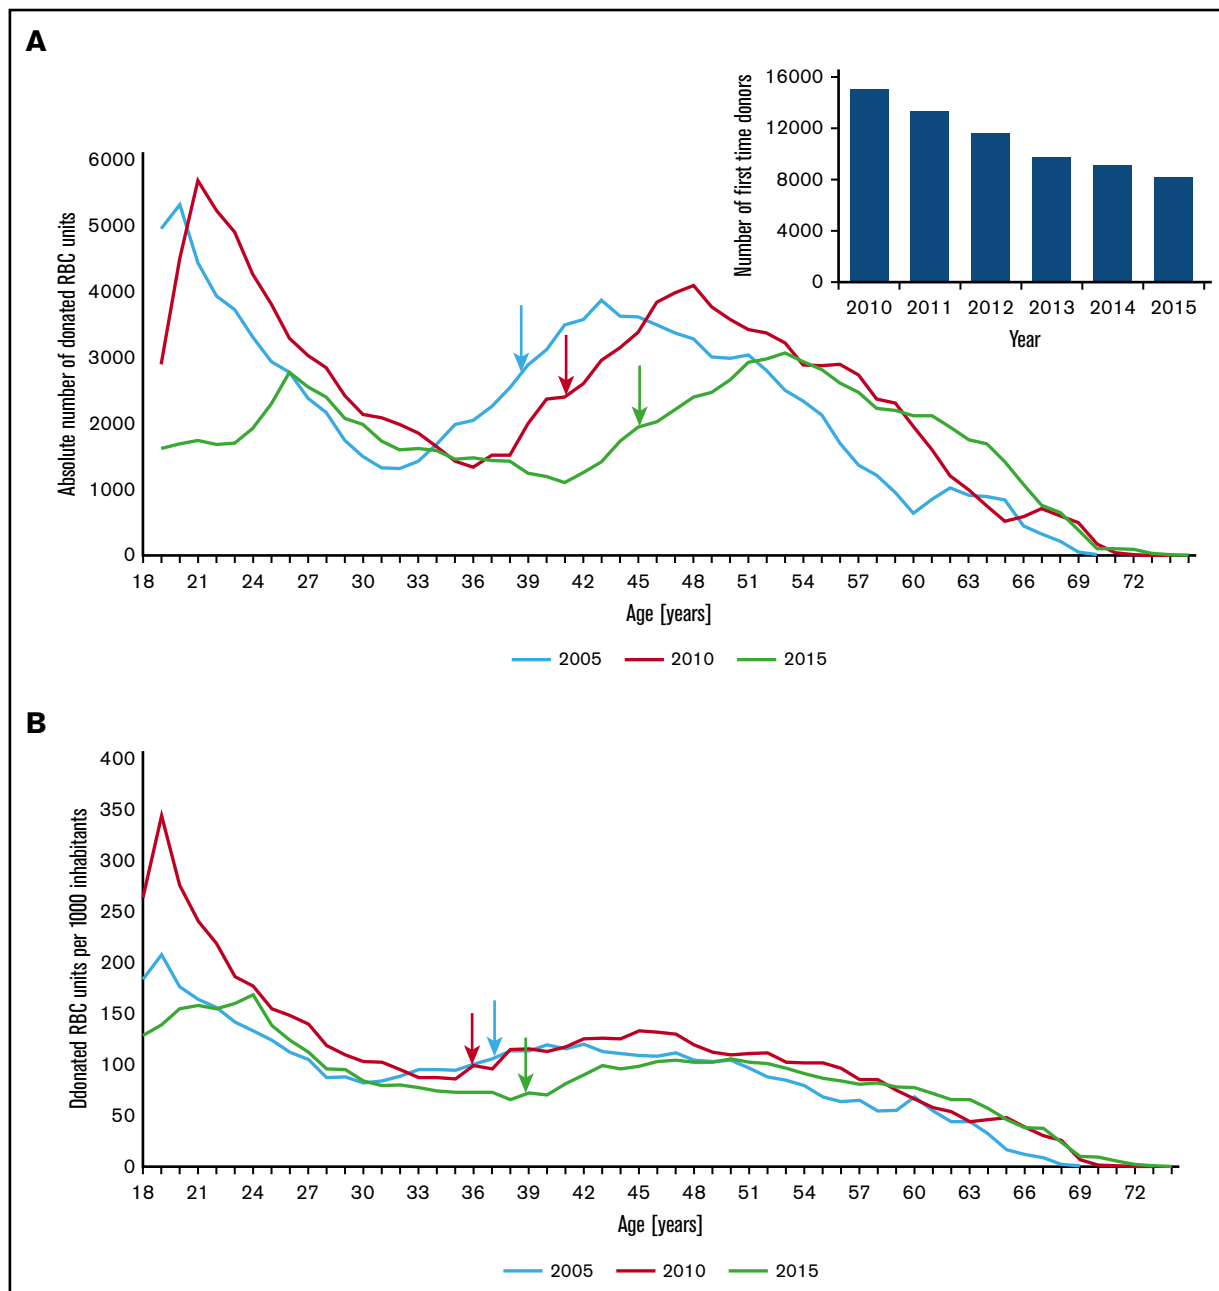 A
Number of first time donors
16000
12000
8000
4000
0
2010 2011 2012 2013 2014 2015
Year
Absolute number of donated RBC units
6000
5000
4000
3000
2000
1000
0
18 21 24 27 30 33 36 39 42 45 48 51 54 57 60 63 66 69 72
Age [years]
2005 2010 2015
B
Ddonated RBC units per 1000 inhabitants
400
350
300
250
200
150
100
50
0
18 21 24 27 30 33 36 39 42 45 48 51 54 57 60 63 66 69 72
Age [years]
2005 2010 2015